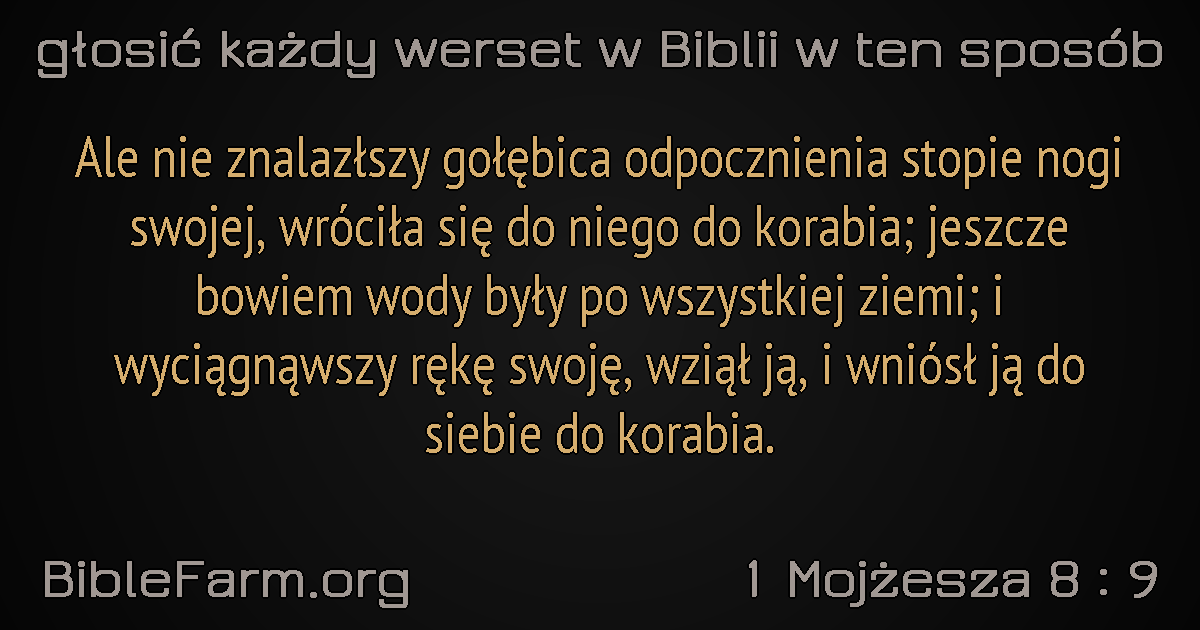 głosić każdy werset w Biblii w ten sposób
Ale nie znalazłszy gołębica odpocznienia stopie nogi
swojej, wróciła się do niego do korabia; jeszcze
bowiem wody były po wszystkiej ziemi; i
wyciągnąwszy rękę swoję, wziął ją, i wniósł ją do
siebie do korabia.
BibleFarm.org
1 Mojżesza 8 : 9